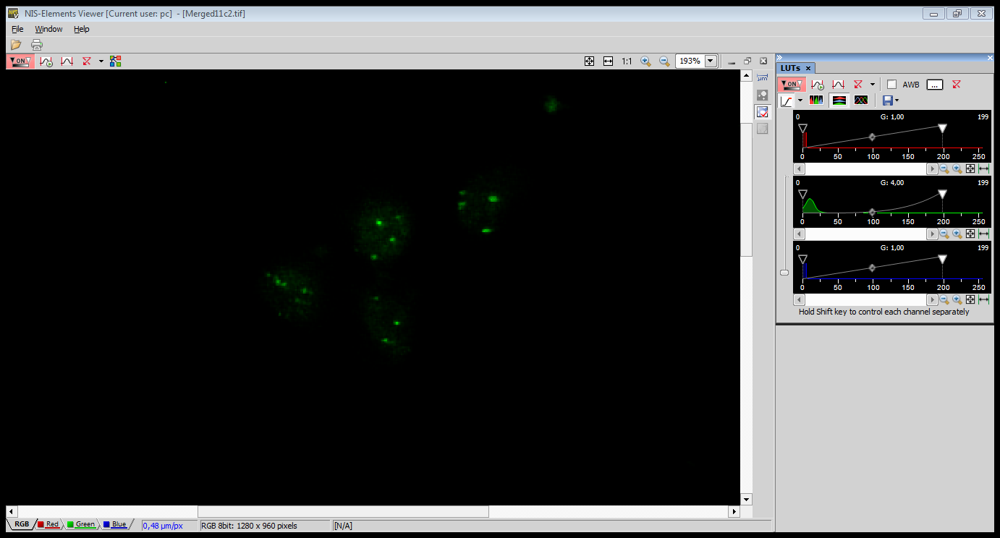 NIS-Elements Viewer [Current user: pc] - [Merged11c2.tif]
File Window Help
ON 1:1 193%
µm
LUTs
ON AWB ...
0 G: 1,00 199
0 50 100 150 200 250
0 G: 4,00 199
0 50 100 150 200 250
0 G: 1,00 199
0 50 100 150 200 250
Hold Shift key to control each channel separately
RGB Red Green Blue 0,48 µm/px RGB 8bit: 1280 x 960 pixels [N/A]